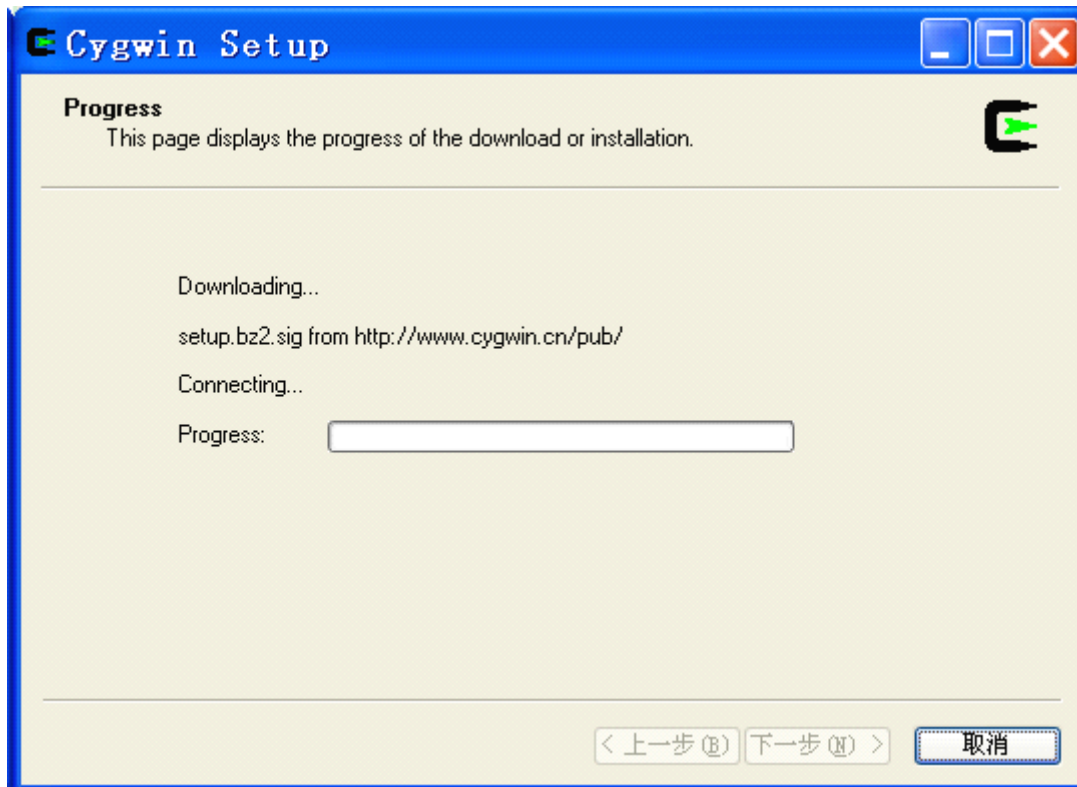 Cygwin Setup
Progress
This page displays the progress of the download or installation.
Downloading...
setup.bz2.sig from http://www.cygwin.cn/pub/
Connecting...
Progress:
< 上一步(B) 下一步(N) > 取消